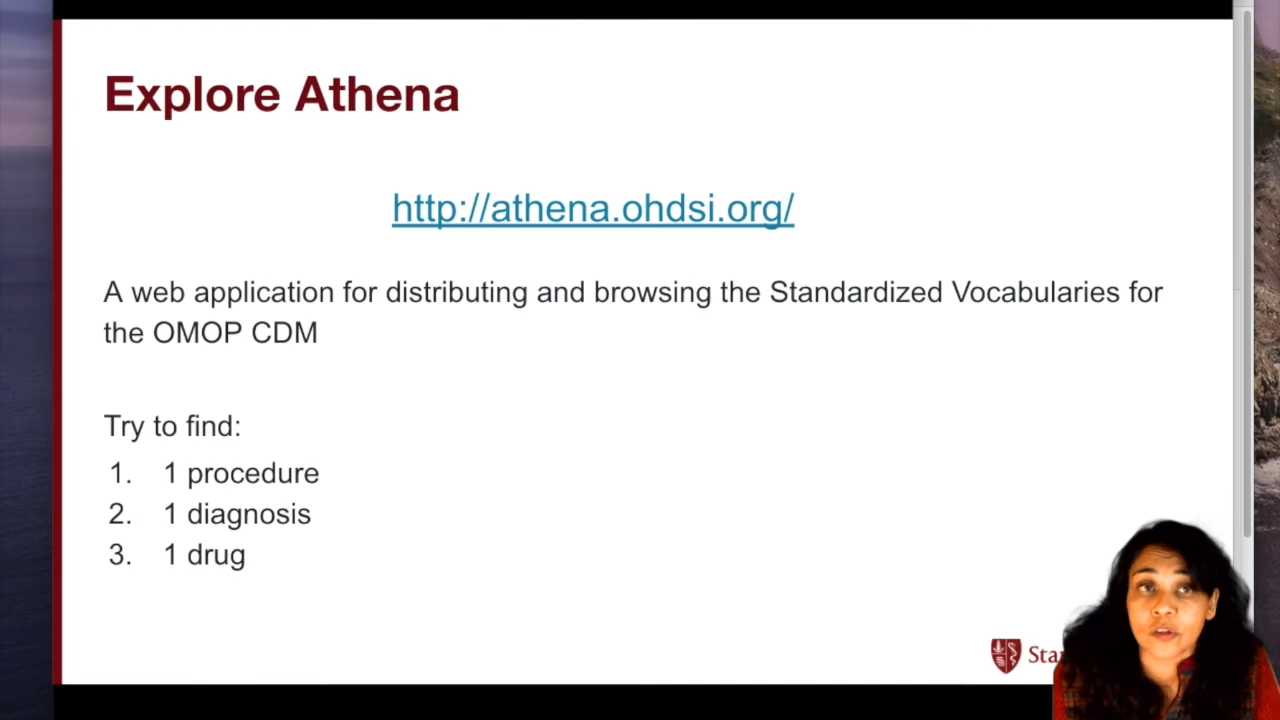 Explore Athena
http://athena.ohdsi.org/
A web application for distributing and browsing the Standardized Vocabularies for
the OMOP CDM
Try to find:
1. 1 procedure
2. 1 diagnosis
3. 1 drug